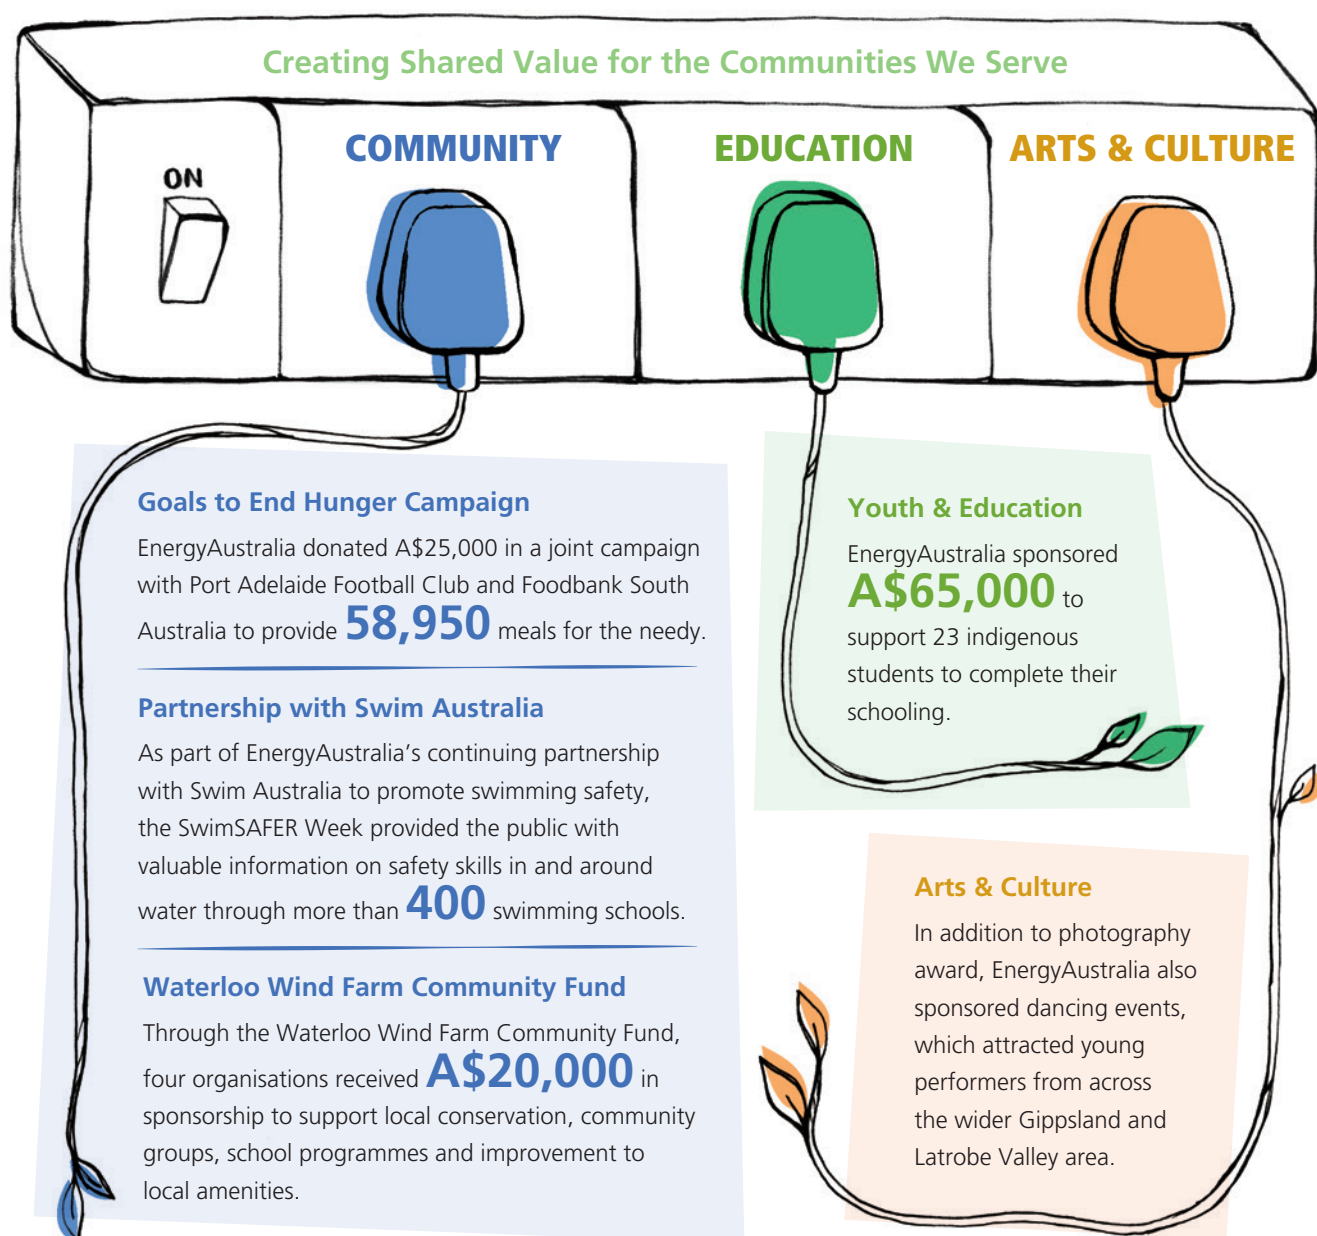 Creating Shared Value for the Communities We Serve
ON
COMMUNITY
EDUCATION
ARTS & CULTURE
Goals to End Hunger Campaign
EnergyAustralia donated A$25,000 in a joint campaign
with Port Adelaide Football Club and Foodbank South
Australia to provide 58,950 meals for the needy.
Partnership with Swim Australia
As part of EnergyAustralia's continuing partnership
with Swim Australia to promote swimming safety,
the SwimSAFER Week provided the public with
valuable information on safety skills in and around
water through more than 400 swimming schools.
Waterloo Wind Farm Community Fund
Through the Waterloo Wind Farm Community Fund,
four organisations received A$20,000 in
sponsorship to support local conservation, community
groups, school programmes and improvement to
local amenities.
Youth & Education
EnergyAustralia sponsored
A$65,000 to
support 23 indigenous
students to complete their
schooling.
Arts & Culture
In addition to photography
award, EnergyAustralia also
sponsored dancing events,
which attracted young
performers from across
the wider Gippsland and
Latrobe Valley area.